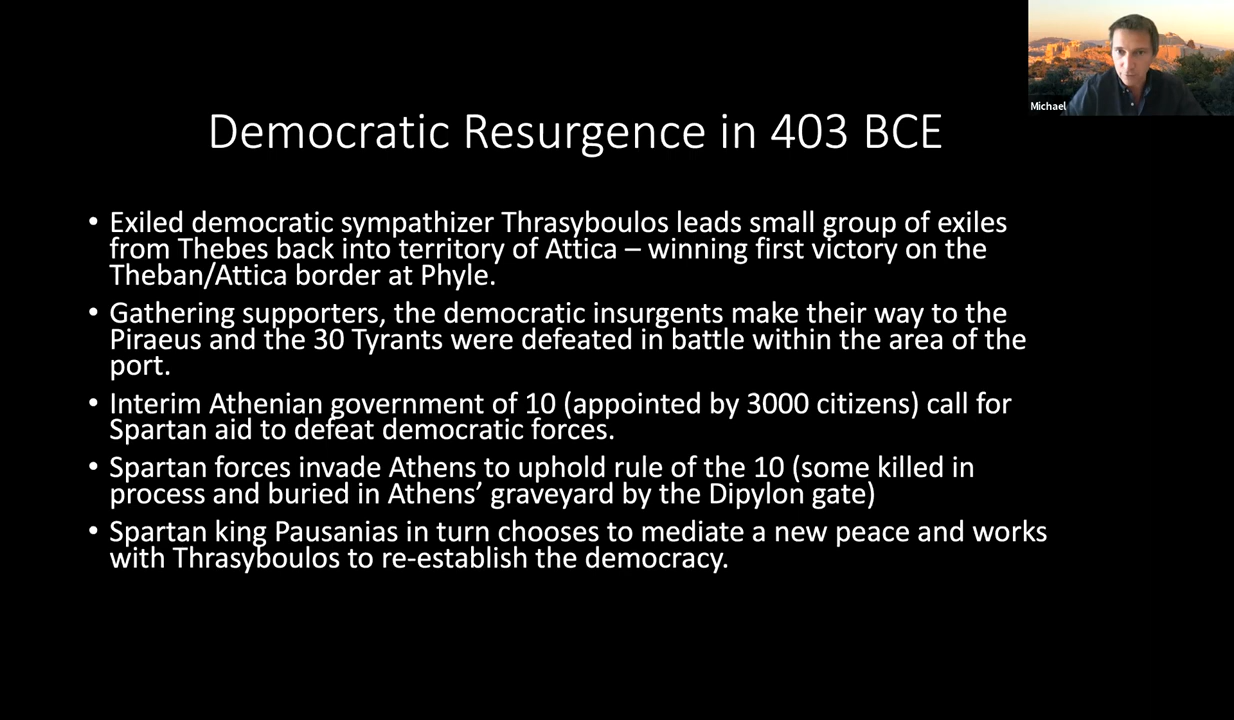 Michael
Democratic Resurgence in 403 BCE
• Exiled democratic sympathizer Thrasyboulos leads small group of exiles
from Thebes back into territory of Attica – winning first victory on the
Theban/Attica border at Phyle.
• Gathering supporters, the democratic insurgents make their way to the
Piraeus and the 30 Tyrants were defeated in battle within the area of the
port.
• Interim Athenian government of 10 (appointed by 3000 citizens) call for
Spartan aid to defeat democratic forces.
• Spartan forces invade Athens to uphold rule of the 10 (some killed in
process and buried in Athens’ graveyard by the Dipylon gate)
• Spartan king Pausanias in turn chooses to mediate a new peace and works
with Thrasyboulos to re-establish the democracy.